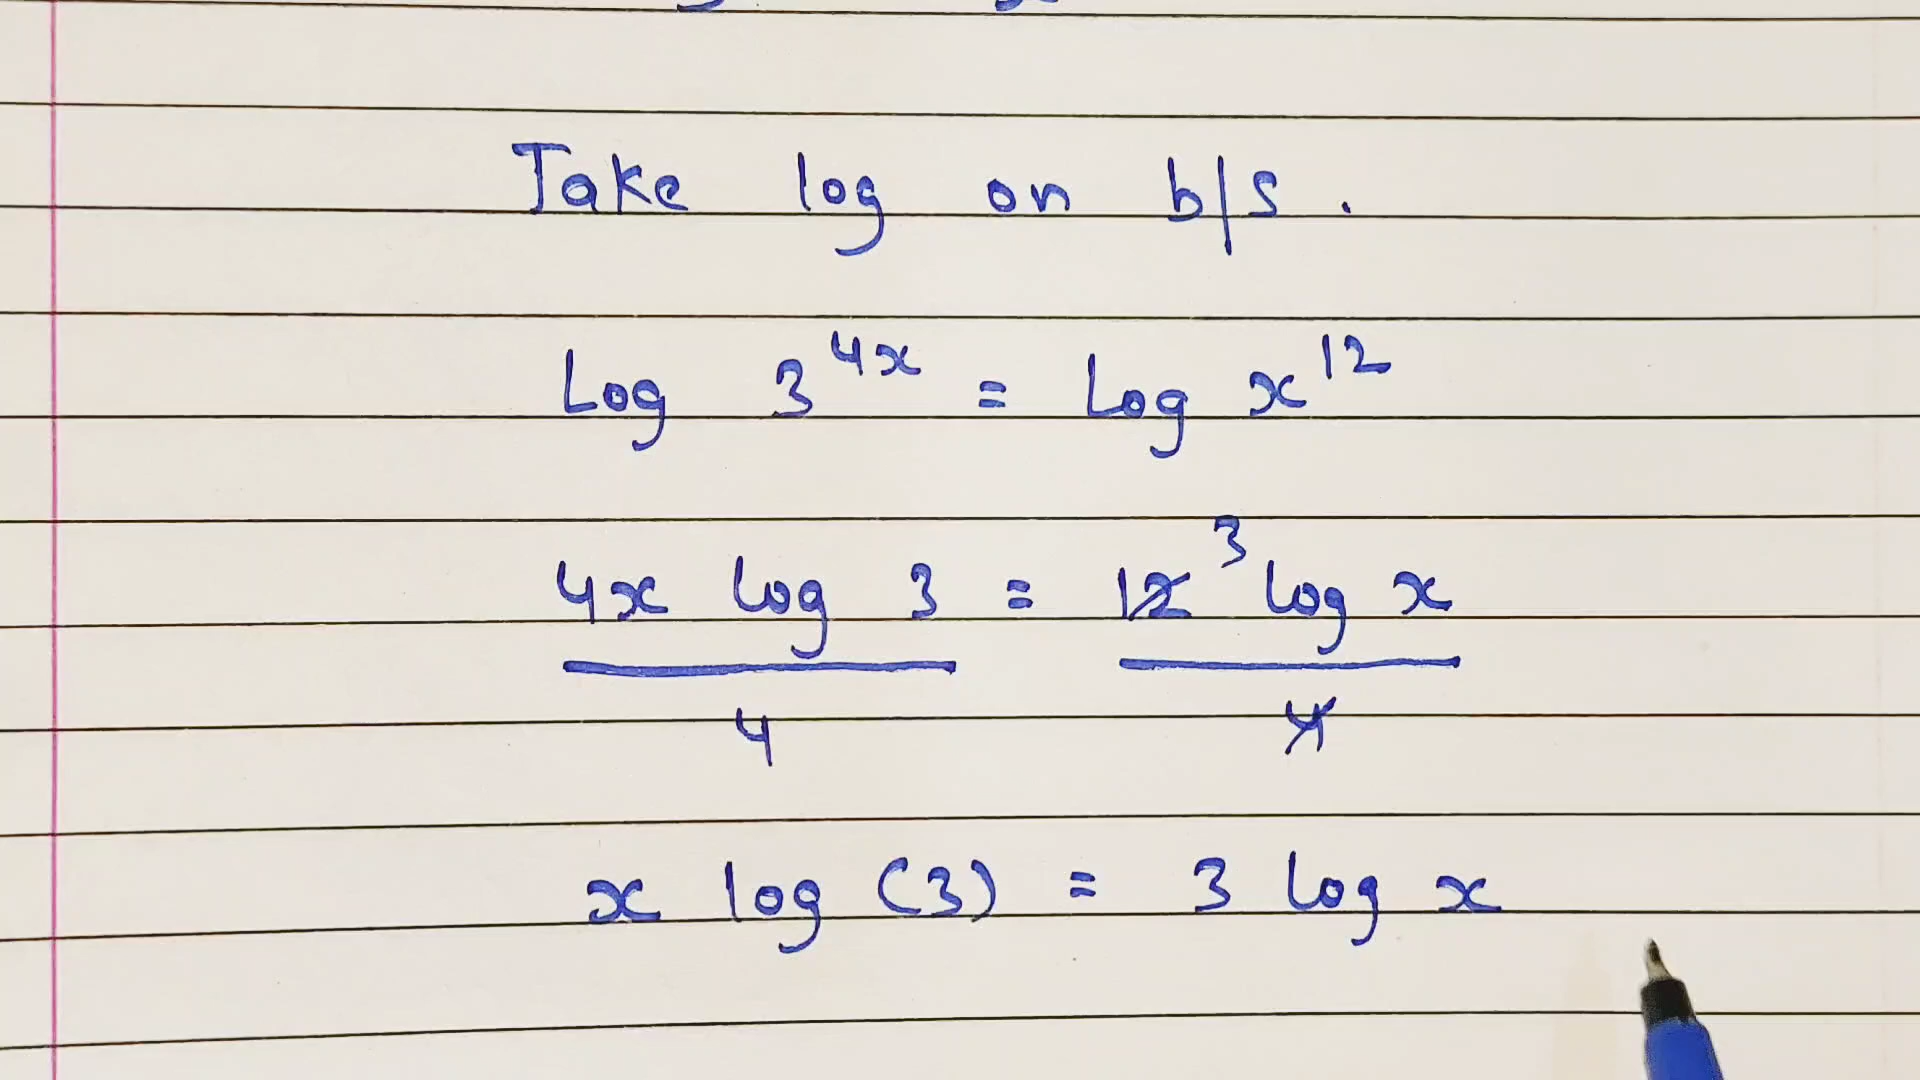 Take log on b/s.
Log 3^4x = Log x^12
4x log 3 = 12 3 log x
4 4
x log (3) = 3 log x